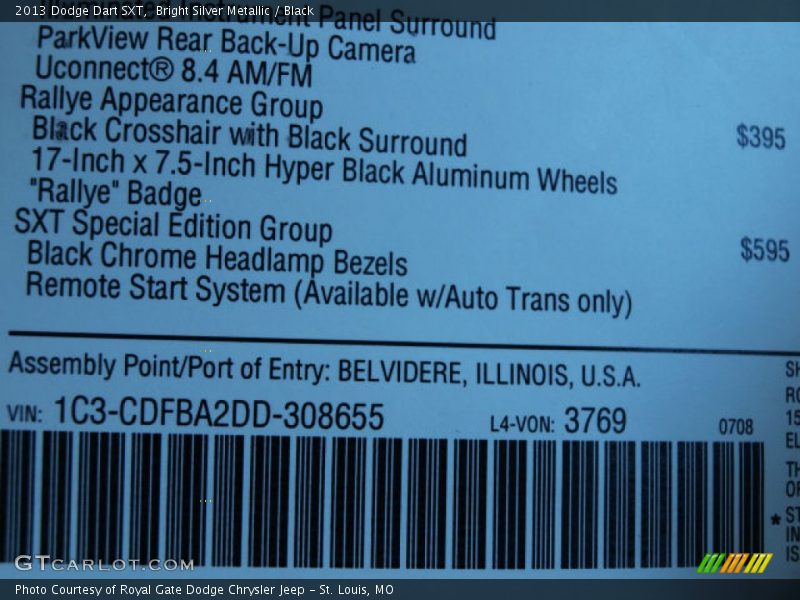 2013 Dodge Dart SXT, Bright Silver Metallic / Black
Illuminated Instrument Panel Surround
ParkView Rear Back-Up Camera
Uconnect® 8.4 AM/FM
Rallye Appearance Group $395
Black Crosshair with Black Surround
17-Inch x 7.5-Inch Hyper Black Aluminum Wheels
"Rallye" Badge
SXT Special Edition Group $595
Black Chrome Headlamp Bezels
Remote Start System (Available w/Auto Trans only)
Assembly Point/Port of Entry: BELVIDERE, ILLINOIS, U.S.A.
VIN: 1C3-CDFBA2DD-308655 L4-VON: 3769 0708
GTCARLOT.COM
Photo Courtesy of Royal Gate Dodge Chrysler Jeep - St. Louis, MO